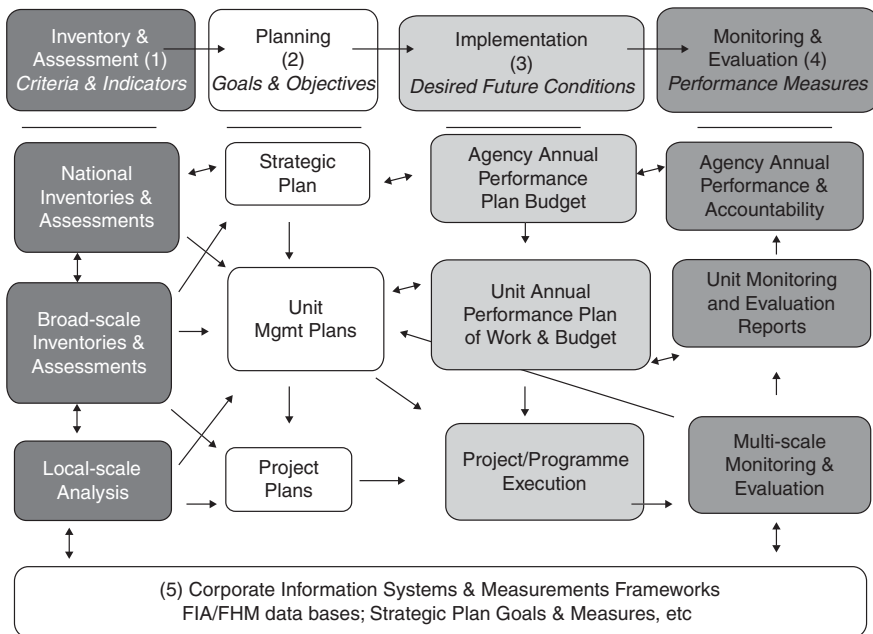 Inventory &
Assessment (1)
Criteria & Indicators
Planning
(2)
Goals & Objectives
Implementation
(3)
Desired Future Conditions
Monitoring &
Evaluation (4)
Performance Measures
National
Inventories &
Assessments
Strategic
Plan
Agency Annual
Performance
Plan Budget
Agency Annual
Performance &
Accountability
Broad-scale
Inventories &
Assessments
Unit
Mgmt Plans
Unit Annual
Performance Plan
of Work & Budget
Unit Monitoring
and Evaluation
Reports
Local-scale
Analysis
Project
Plans
Project/Programme
Execution
Multi-scale
Monitoring &
Evaluation
(5) Corporate Information Systems & Measurements Frameworks
FIA/FHM data bases; Strategic Plan Goals & Measures, etc